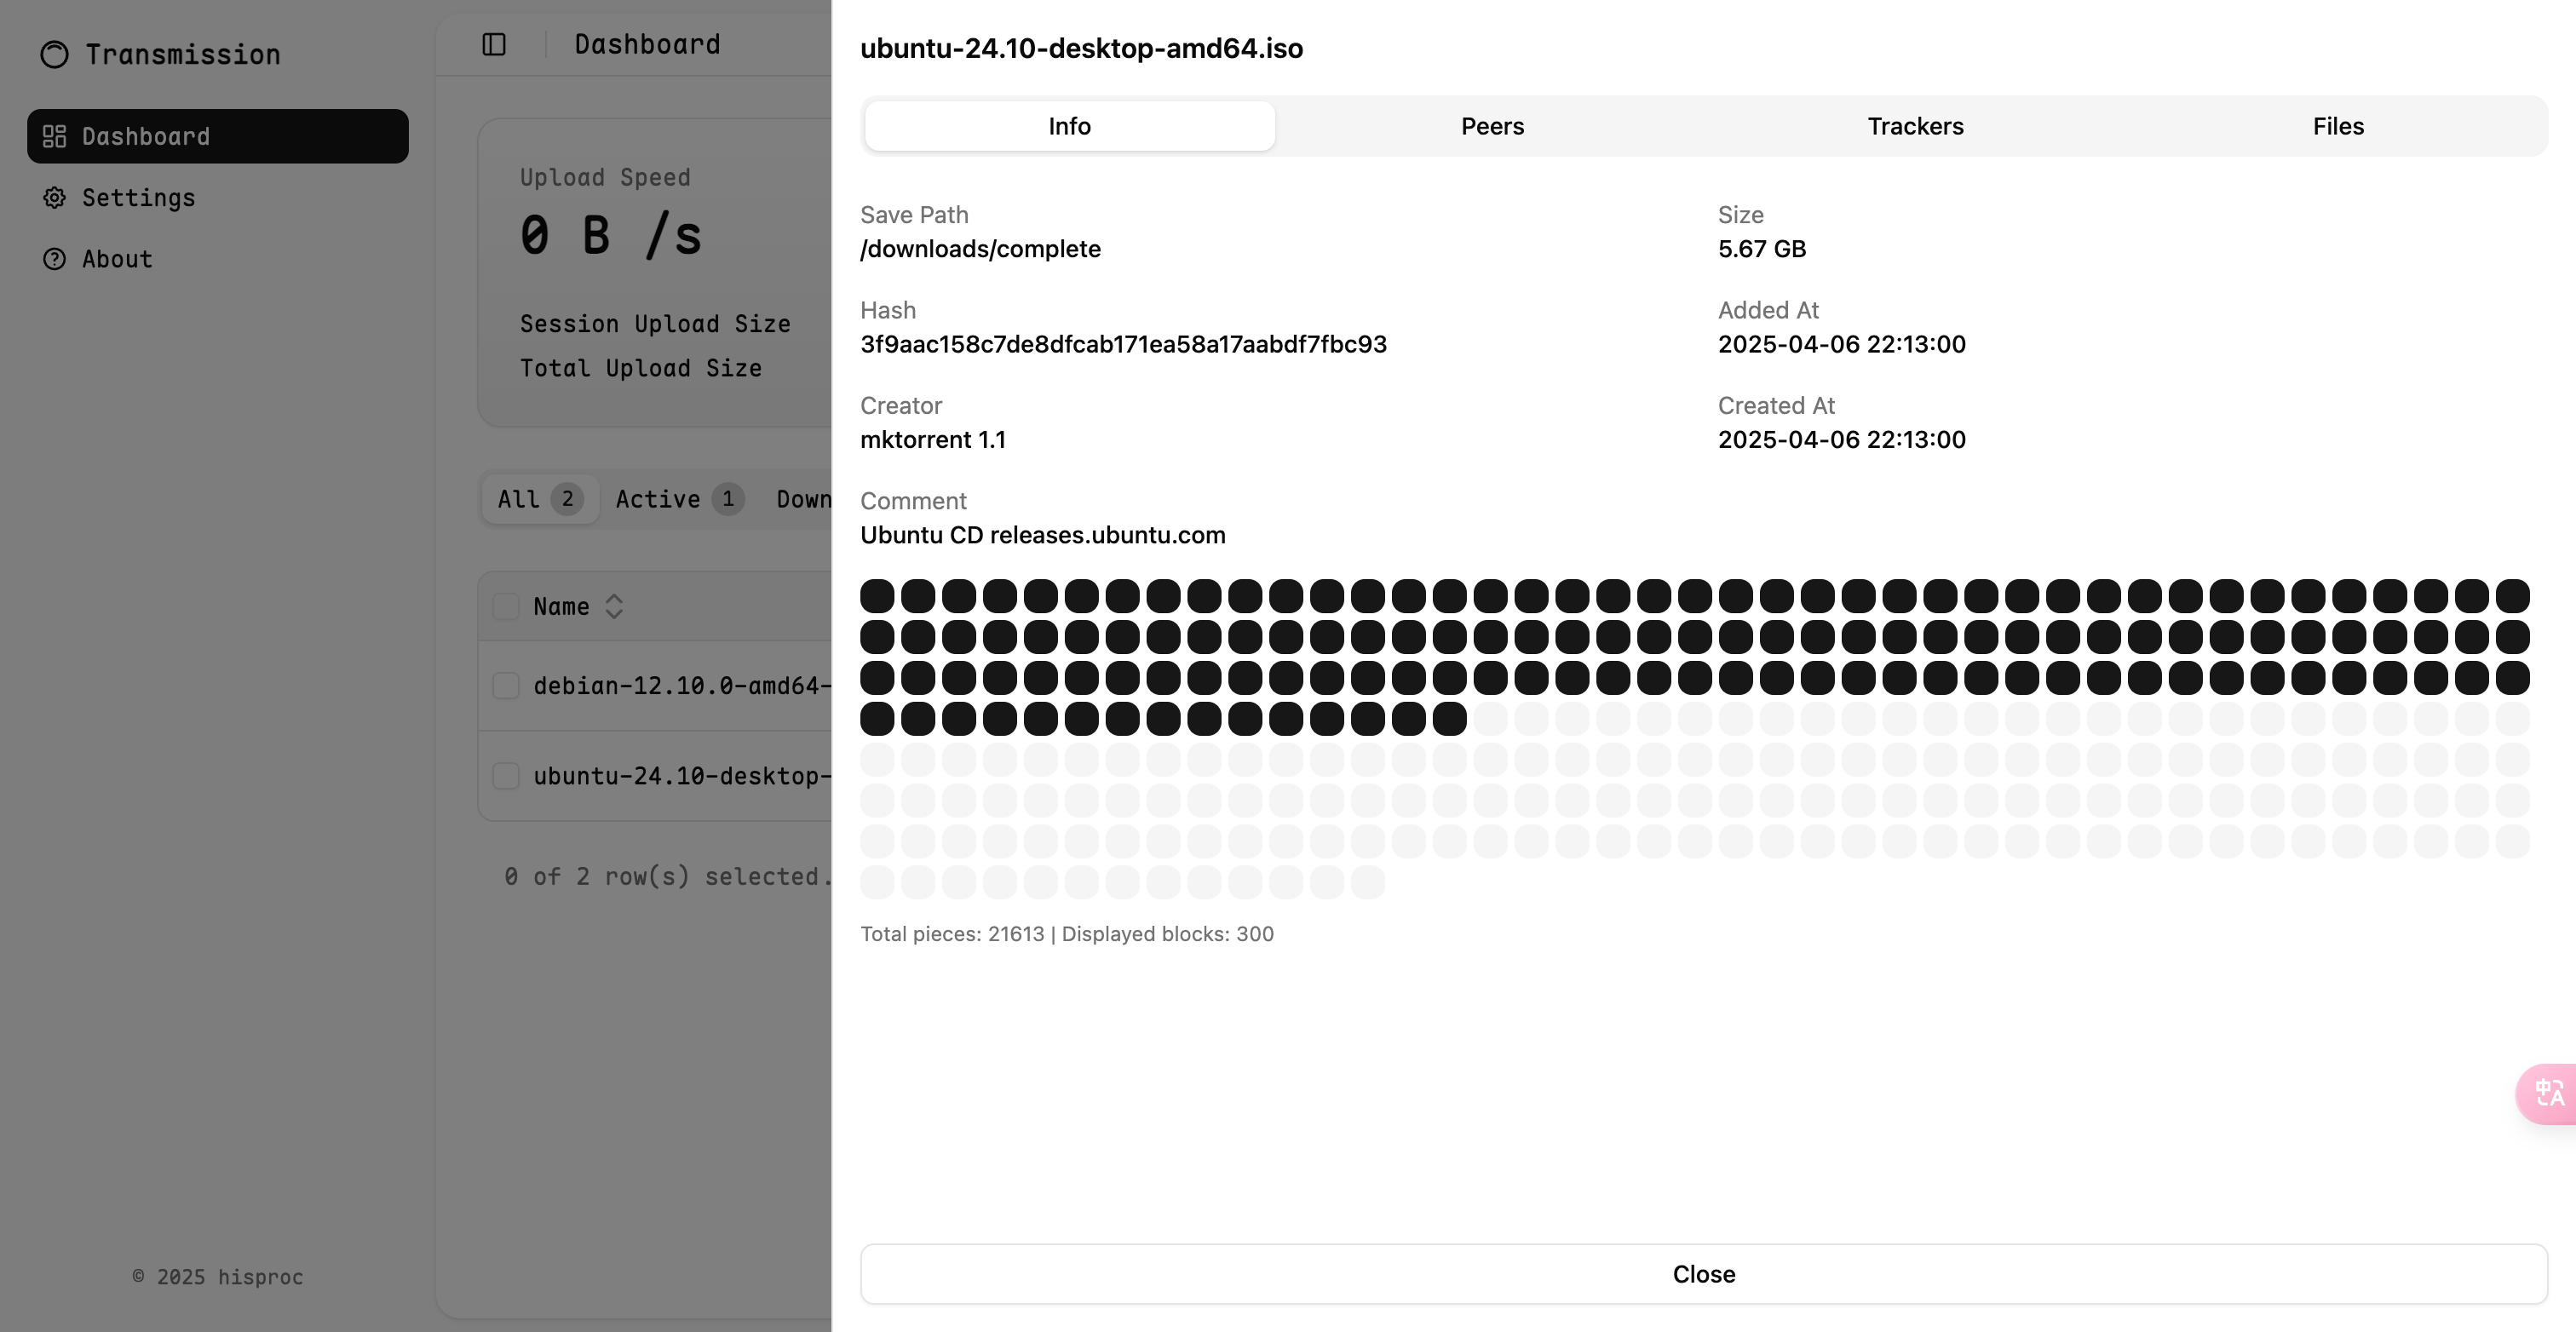 Transmission
Dashboard
Settings
About
© 2025 hisproc
Dashboard
Upload Speed
0 B /s
Session Upload Size
Total Upload Size
All 2 Active 1 Down
Name
debian-12.10.0-amd64-
ubuntu-24.10-desktop-
0 of 2 row(s) selected.
ubuntu-24.10-desktop-amd64.iso
Info Peers Trackers Files
Save Path
/downloads/complete
Size
5.67 GB
Hash
3f9aac158c7de8dfcab171ea58a17aabdf7fbc93
Added At
2025-04-06 22:13:00
Creator
mktorrent 1.1
Created At
2025-04-06 22:13:00
Comment
Ubuntu CD releases.ubuntu.com
Total pieces: 21613 | Displayed blocks: 300
Close
中A